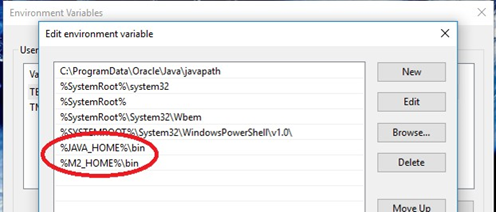 Environment Variables
Edit environment variable
User
Va
TE
TM
C:\ProgramData\Oracle\Java\javapath
%SystemRoot%\system32
%SystemRoot%
%SystemRoot%\System32\Wbem
%SYSTEMROOT%\System32\WindowsPowerShell\v1.0\
%JAVA_HOME%\bin
%M2_HOME%\bin
New
Edit
Browse...
Delete
Move Up